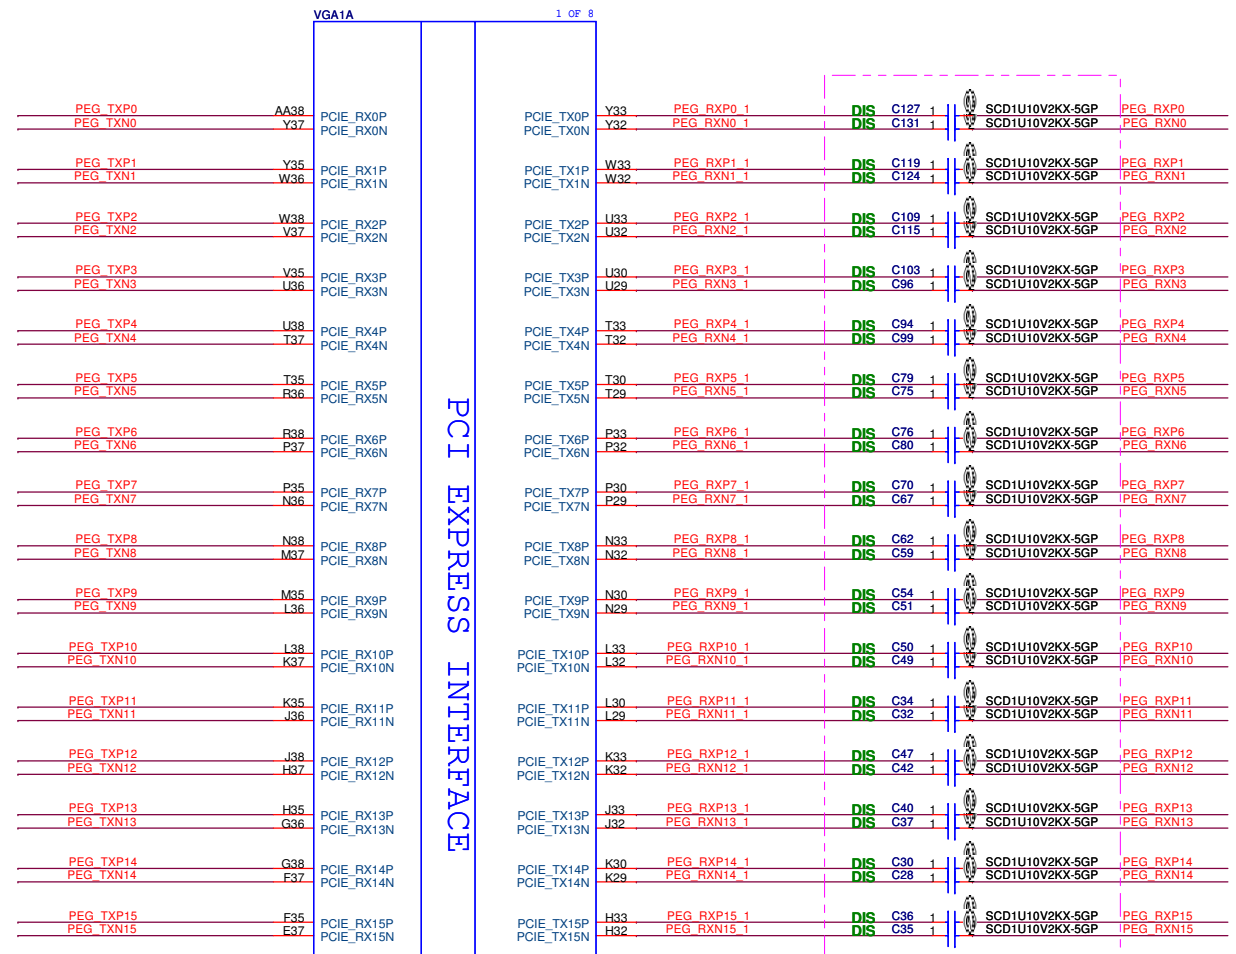 VGA1A 1 OF 8
PEG_TXP0 AA38 PCIE_RX0P PCIE_TX0P Y33 PEG_RXP0_1 DIS C127 1 SCD1U10V2KX-5GP PEG_RXP0
PEG_TXN0 Y37 PCIE_RX0N PCIE_TX0N Y32 PEG_RXN0_1 DIS C131 1 SCD1U10V2KX-5GP PEG_RXN0
PEG_TXP1 Y35 PCIE_RX1P PCIE_TX1P W33 PEG_RXP1_1 DIS C119 1 SCD1U10V2KX-5GP PEG_RXP1
PEG_TXN1 W36 PCIE_RX1N PCIE_TX1N W32 PEG_RXN1_1 DIS C124 1 SCD1U10V2KX-5GP PEG_RXN1
PEG_TXP2 W38 PCIE_RX2P PCIE_TX2P U33 PEG_RXP2_1 DIS C109 1 SCD1U10V2KX-5GP PEG_RXP2
PEG_TXN2 V37 PCIE_RX2N PCIE_TX2N U32 PEG_RXN2_1 DIS C115 1 SCD1U10V2KX-5GP PEG_RXN2
PEG_TXP3 V35 PCIE_RX3P PCIE_TX3P U30 PEG_RXP3_1 DIS C103 1 SCD1U10V2KX-5GP PEG_RXP3
PEG_TXN3 U36 PCIE_RX3N PCIE_TX3N U29 PEG_RXN3_1 DIS C96 1 SCD1U10V2KX-5GP PEG_RXN3
PEG_TXP4 U38 PCIE_RX4P PCIE_TX4P T33 PEG_RXP4_1 DIS C94 1 SCD1U10V2KX-5GP PEG_RXP4
PEG_TXN4 T37 PCIE_RX4N PCIE_TX4N T32 PEG_RXN4_1 DIS C99 1 SCD1U10V2KX-5GP PEG_RXN4
PEG_TXP5 T35 PCIE_RX5P PCIE_TX5P T30 PEG_RXP5_1 DIS C79 1 SCD1U10V2KX-5GP PEG_RXP5
PEG_TXN5 R36 PCIE_RX5N PCIE_TX5N T29 PEG_RXN5_1 DIS C75 1 SCD1U10V2KX-5GP PEG_RXN5
PEG_TXP6 R38 PCIE_RX6P PCIE_TX6P P33 PEG_RXP6_1 DIS C76 1 SCD1U10V2KX-5GP PEG_RXP6
PEG_TXN6 P37 PCIE_RX6N PCIE_TX6N P32 PEG_RXN6_1 DIS C80 1 SCD1U10V2KX-5GP PEG_RXN6
PEG_TXP7 P35 PCIE_RX7P PCIE_TX7P P30 PEG_RXP7_1 DIS C70 1 SCD1U10V2KX-5GP PEG_RXP7
PEG_TXN7 N36 PCIE_RX7N PCIE_TX7N P29 PEG_RXN7_1 DIS C67 1 SCD1U10V2KX-5GP PEG_RXN7
PEG_TXP8 N38 PCIE_RX8P PCIE_TX8P N33 PEG_RXP8_1 DIS C62 1 SCD1U10V2KX-5GP PEG_RXP8
PEG_TXN8 M37 PCIE_RX8N PCIE_TX8N N32 PEG_RXN8_1 DIS C59 1 SCD1U10V2KX-5GP PEG_RXN8
PEG_TXP9 M35 PCIE_RX9P PCIE_TX9P N30 PEG_RXP9_1 DIS C54 1 SCD1U10V2KX-5GP PEG_RXP9
PEG_TXN9 L36 PCIE_RX9N PCIE_TX9N N29 PEG_RXN9_1 DIS C51 1 SCD1U10V2KX-5GP PEG_RXN9
PEG_TXP10 L38 PCIE_RX10P PCIE_TX10P L33 PEG_RXP10_1 DIS C50 1 SCD1U10V2KX-5GP PEG_RXP10
PEG_TXN10 K37 PCIE_RX10N PCIE_TX10N L32 PEG_RXN10_1 DIS C49 1 SCD1U10V2KX-5GP PEG_RXN10
PEG_TXP11 K35 PCIE_RX11P PCIE_TX11P L30 PEG_RXP11_1 DIS C34 1 SCD1U10V2KX-5GP PEG_RXP11
PEG_TXN11 J36 PCIE_RX11N PCIE_TX11N L29 PEG_RXN11_1 DIS C32 1 SCD1U10V2KX-5GP PEG_RXN11
PEG_TXP12 J38 PCIE_RX12P PCIE_TX12P K33 PEG_RXP12_1 DIS C47 1 SCD1U10V2KX-5GP PEG_RXP12
PEG_TXN12 H37 PCIE_RX12N PCIE_TX12N K32 PEG_RXN12_1 DIS C42 1 SCD1U10V2KX-5GP PEG_RXN12
PEG_TXP13 H35 PCIE_RX13P PCIE_TX13P J33 PEG_RXP13_1 DIS C40 1 SCD1U10V2KX-5GP PEG_RXP13
PEG_TXN13 G36 PCIE_RX13N PCIE_TX13N J32 PEG_RXN13_1 DIS C37 1 SCD1U10V2KX-5GP PEG_RXN13
PEG_TXP14 G38 PCIE_RX14P PCIE_TX14P K30 PEG_RXP14_1 DIS C30 1 SCD1U10V2KX-5GP PEG_RXP14
PEG_TXN14 F37 PCIE_RX14N PCIE_TX14N K29 PEG_RXN14_1 DIS C28 1 SCD1U10V2KX-5GP PEG_RXN14
PEG_TXP15 F35 PCIE_RX15P PCIE_TX15P H33 PEG_RXP15_1 DIS C36 1 SCD1U10V2KX-5GP PEG_RXP15
PEG_TXN15 E37 PCIE_RX15N PCIE_TX15N H32 PEG_RXN15_1 DIS C35 1 SCD1U10V2KX-5GP PEG_RXN15
PCI EXPRESS INTERFACE